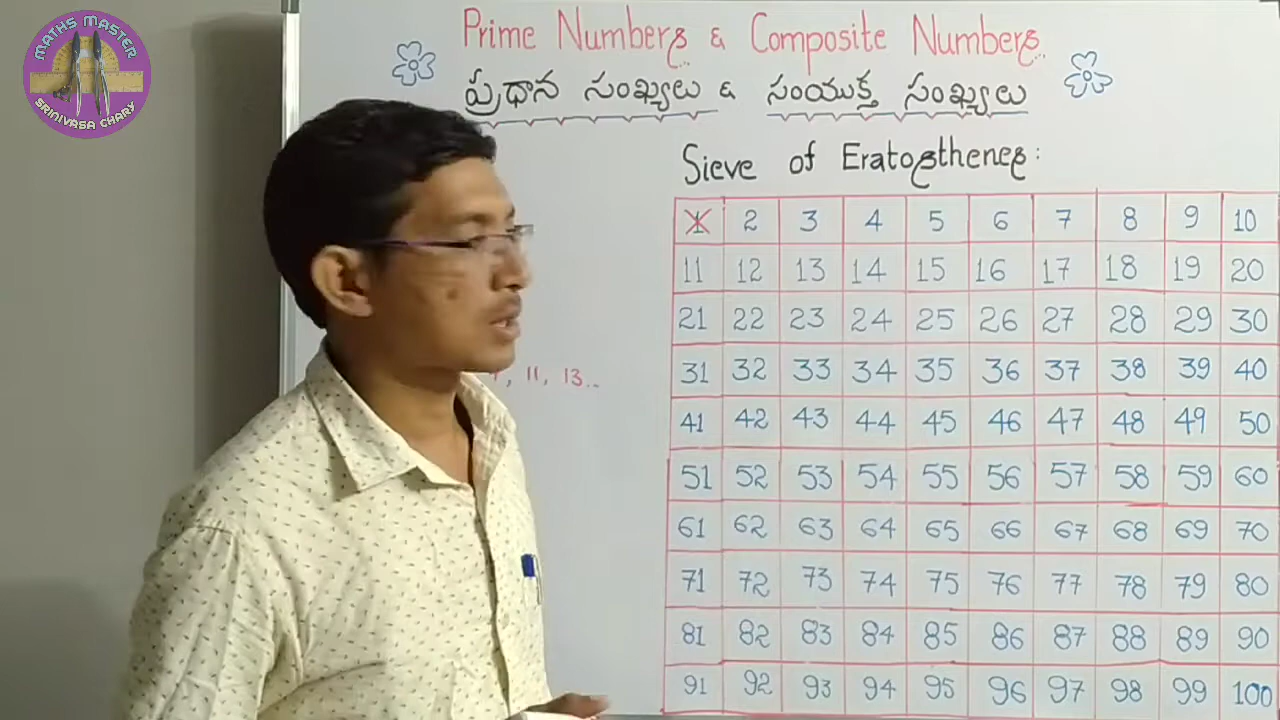 MATHS MASTER
SRINIVASA CHARY
Prime Numbers & Composite Numbers
ప్రధాన సంఖ్యలు & సంయుక్త సంఖ్యలు
Sieve of Eratosthenes:
1 2 3 4 5 6 7 8 9 10
11 12 13 14 15 16 17 18 19 20
21 22 23 24 25 26 27 28 29 30
31 32 33 34 35 36 37 38 39 40
, 11, 13..
41 42 43 44 45 46 47 48 49 50
51 52 53 54 55 56 57 58 59 60
61 62 63 64 65 66 67 68 69 70
71 72 73 74 75 76 77 78 79 80
81 82 83 84 85 86 87 88 89 90
91 92 93 94 95 96 97 98 99 100